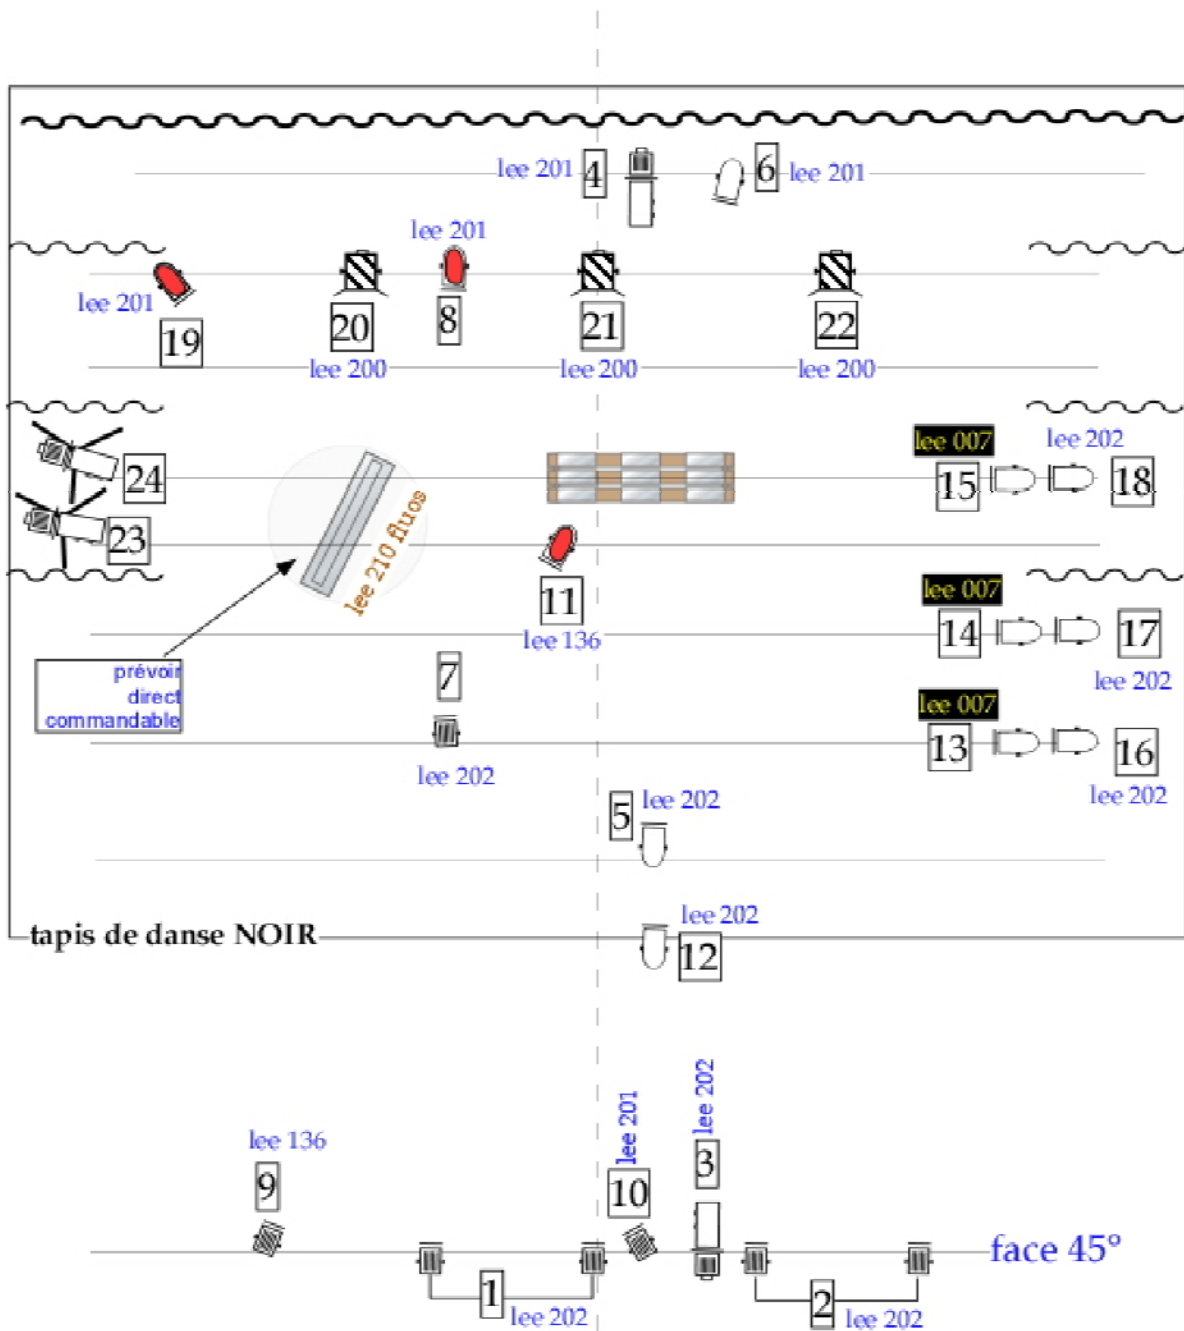 lee 201
4
6
lee 201
lee 201
lee 201
19
20
8
21
22
lee 200
lee 200
lee 200
lee 007
lee 202
24
15
18
23
lee 210 fluos
11
lee 136
lee 007
14
17
lee 202
prévoir
direct
commandable
7
lee 202
lee 007
13
16
lee 202
5
lee 202
tapis de danse NOIR
lee 202
12
lee 136
9
lee 201
10
lee 202
3
face 45°
1
lee 202
2
lee 202